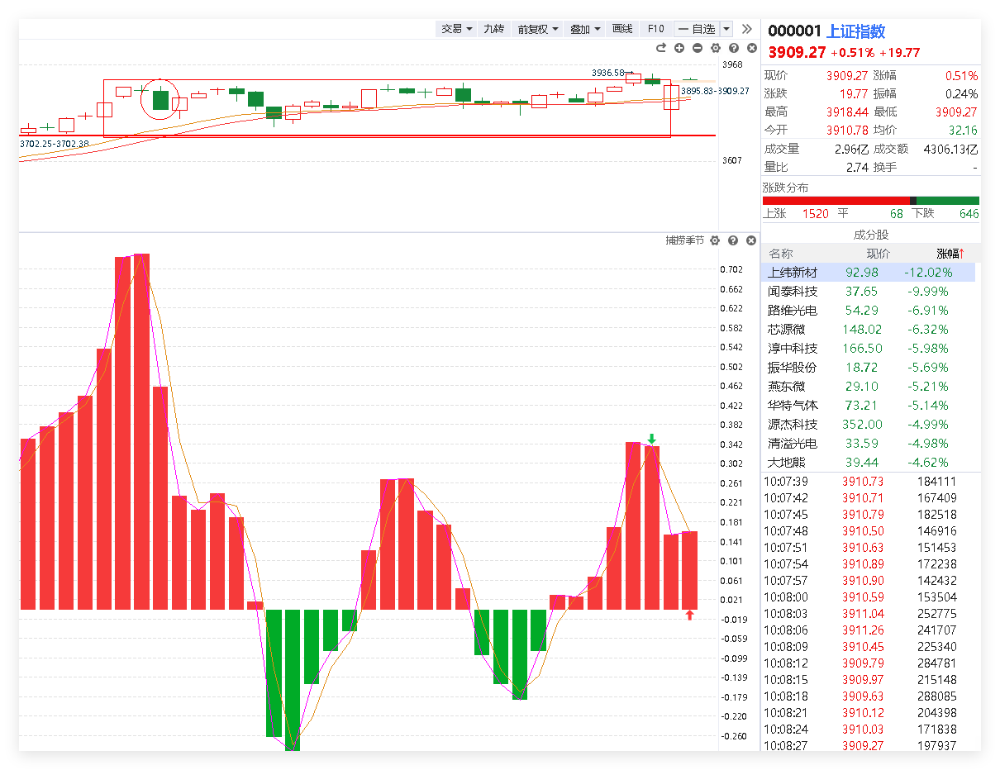 交易 九转 前复权 叠加 画线 F10 一 自选
3968
3936.58
3895.83-3909.27
3702.25-3702.38
3607
捕捞季节
0.702
0.662
0.622
0.582
0.542
0.502
0.462
0.422
0.382
0.342
0.302
0.261
0.221
0.181
0.141
0.101
0.061
0.021
-0.019
-0.059
-0.099
-0.139
-0.179
-0.220
-0.260
000001 上证指数
3909.27 +0.51% +19.77
现价 3909.27 涨幅 0.51%
涨跌 19.77 振幅 0.24%
最高 3918.44 最低 3909.27
今开 3910.78 均价 32.16
成交量 2.96亿 成交额 4306.13亿
量比 2.74 换手 -
涨跌分布
上涨 1520 平 68 下跌 646
成分股
名称 现价 涨幅↑
上纬新材 92.98 -12.02%
闻泰科技 37.65 -9.99%
路维光电 54.29 -6.91%
芯源微 148.02 -6.32%
淳中科技 166.50 -5.98%
振华股份 18.72 -5.69%
燕东微 29.10 -5.21%
华特气体 73.21 -5.14%
源杰科技 352.00 -4.99%
清溢光电 33.59 -4.98%
大地熊 39.44 -4.62%
10:07:39 3910.73 184111
10:07:42 3910.71 167409
10:07:45 3910.79 182518
10:07:48 3910.50 146916
10:07:51 3910.63 151453
10:07:54 3910.89 172238
10:07:57 3910.90 142432
10:08:00 3910.59 153504
10:08:03 3911.04 252775
10:08:06 3911.26 241707
10:08:09 3910.45 225340
10:08:12 3909.79 284781
10:08:15 3909.97 215148
10:08:18 3909.63 288085
10:08:21 3910.12 204398
10:08:24 3910.03 171838
10:08:27 3909.27 197937